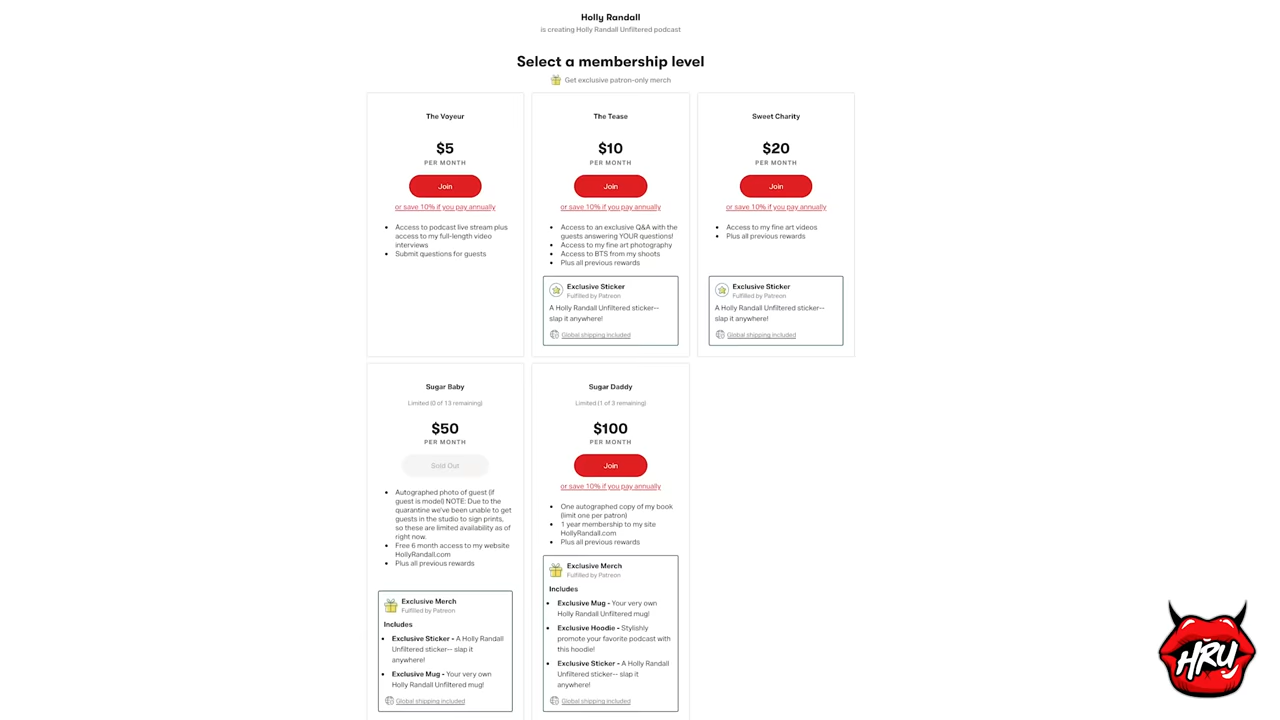 Holly Randall
is creating Holly Randall Unfiltered podcast
Select a membership level
Get exclusive patron-only merch
The Voyeur
$5
PER MONTH
Join
or save 10% if you pay annually
Access to podcast live stream plus
access to my full-length video
interviews
Submit questions for guests
The Tease
$10
PER MONTH
Join
or save 10% if you pay annually
Access to an exclusive Q&A with the
guests answering YOUR questions!
Access to my fine art photography
Access to BTS from my shoots
Plus all previous rewards
Exclusive Sticker
Fulfilled by Patreon
A Holly Randall Unfiltered sticker--
slap it anywhere!
Global shipping included
Sweet Charity
$20
PER MONTH
Join
or save 10% if you pay annually
Access to my fine art videos
Plus all previous rewards
Exclusive Sticker
Fulfilled by Patreon
A Holly Randall Unfiltered sticker--
slap it anywhere!
Global shipping included
Sugar Baby
Limited (0 of 13 remaining)
$50
PER MONTH
Sold Out
Autographed photo of guest (if
guest is model) NOTE: Due to the
quarantine we've been unable to get
guests in the studio to sign prints,
so these are limited availability as of
right now.
Free 6 month access to my website
HollyRandall.com
Plus all previous rewards
Exclusive Merch
Fulfilled by Patreon
Includes
Exclusive Sticker - A Holly Randall
Unfiltered sticker-- slap it
anywhere!
Exclusive Mug - Your very own
Holly Randall Unfiltered mug!
Global shipping included
Sugar Daddy
Limited (1 of 3 remaining)
$100
PER MONTH
Join
or save 10% if you pay annually
One autographed copy of my book
(limit one per patron)
1 year membership to my site
HollyRandall.com
Plus all previous rewards
Exclusive Merch
Fulfilled by Patreon
Includes
Exclusive Mug - Your very own
Holly Randall Unfiltered mug!
Exclusive Hoodie - Stylishly
promote your favorite podcast with
this hoodie!
Exclusive Sticker - A Holly Randall
Unfiltered sticker-- slap it
anywhere!
Global shipping included
HRU